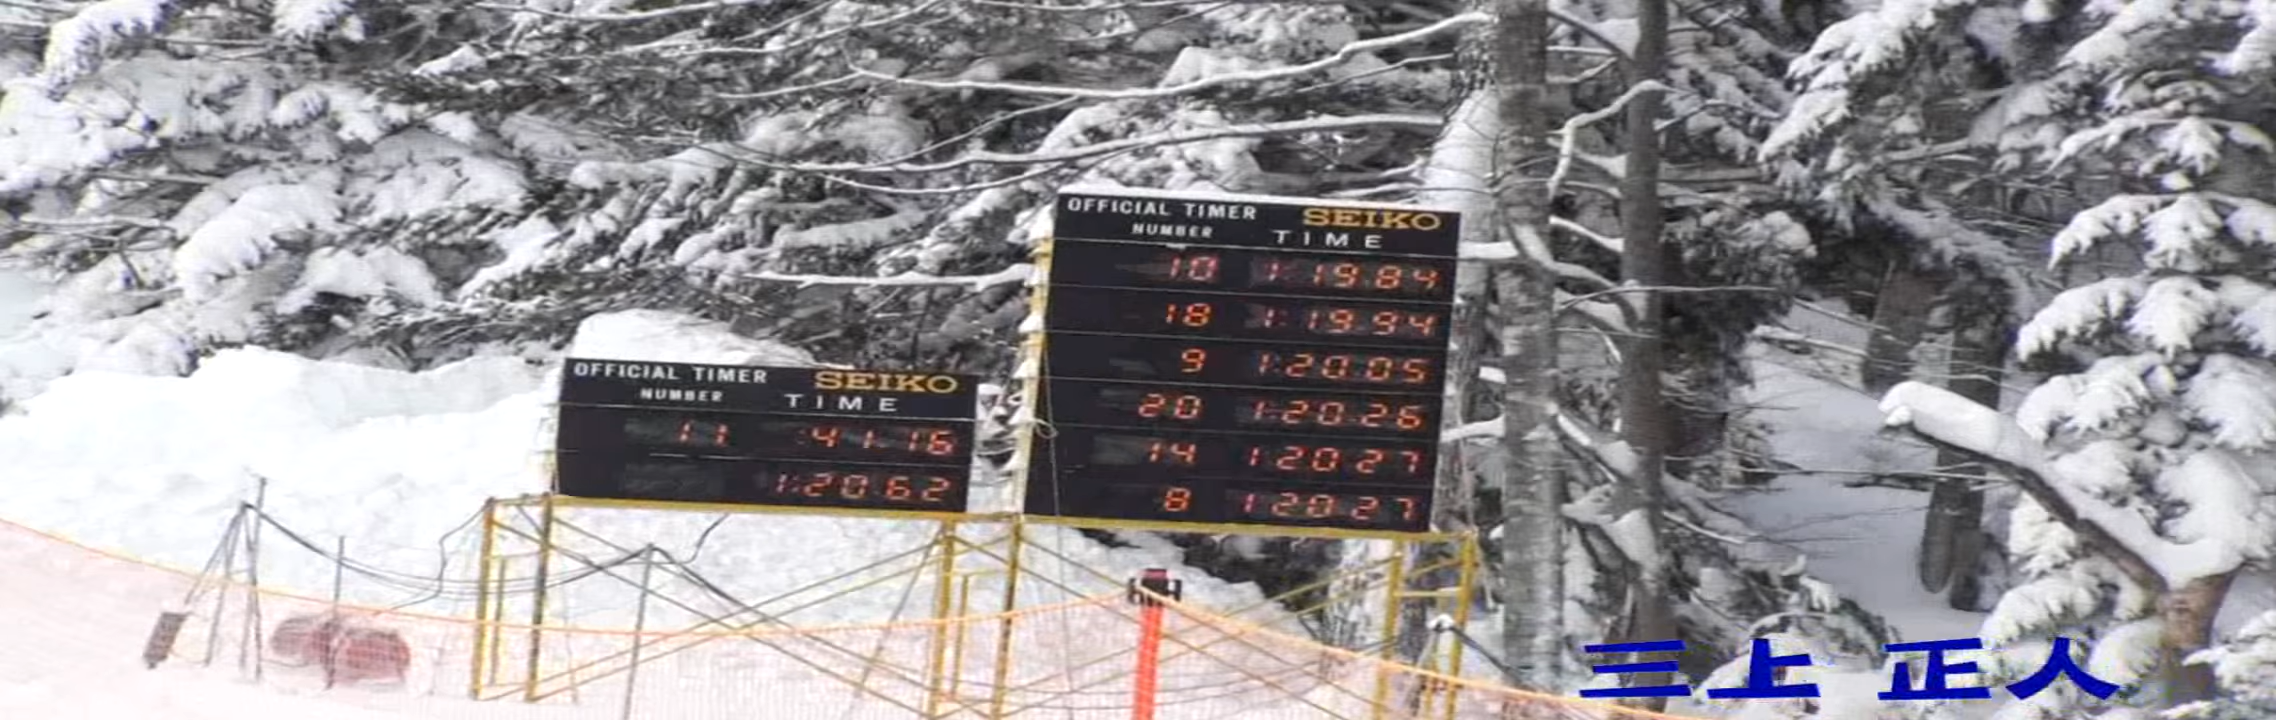 OFFICIAL TIMER SEIKO
NUMBER TIME
11 :41.16
1:20.62
OFFICIAL TIMER SEIKO
NUMBER TIME
10 1:19.84
18 1:19.94
9 1:20.05
20 1:20.26
14 1:20.27
8 1:20.27
三上 正人